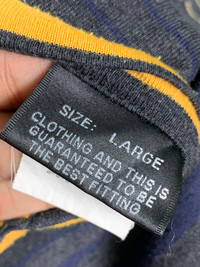 SIZE: LARGE
CLOTHING AND THIS IS
GUARANTEED TO BE
THE BEST FITTING